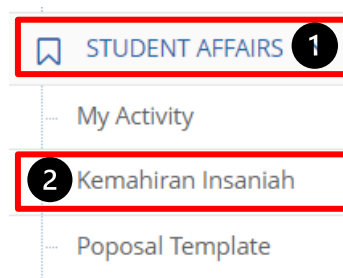 STUDENT AFFAIRS 1
My Activity
2 Kemahiran Insaniah
Poposal Template